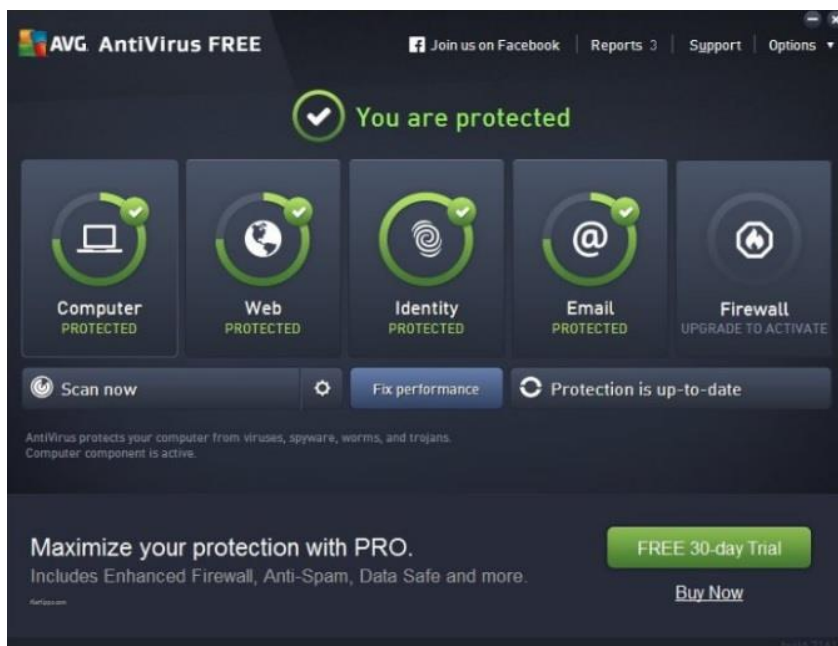 AVG AntiVirus FREE
Join us on Facebook
Reports 3
Support
Options
You are protected
Computer
PROTECTED
Web
PROTECTED
Identity
PROTECTED
@
Email
PROTECTED
Firewall
UPGRADE TO ACTIVATE
Scan now
Fix performance
Protection is up-to-date
AntiVirus protects your computer from viruses, spyware, worms, and trojans.
Computer component is active.
Maximize your protection with PRO.
Includes Enhanced Firewall, Anti-Spam, Data Safe and more.
FREE 30-day Trial
Buy Now